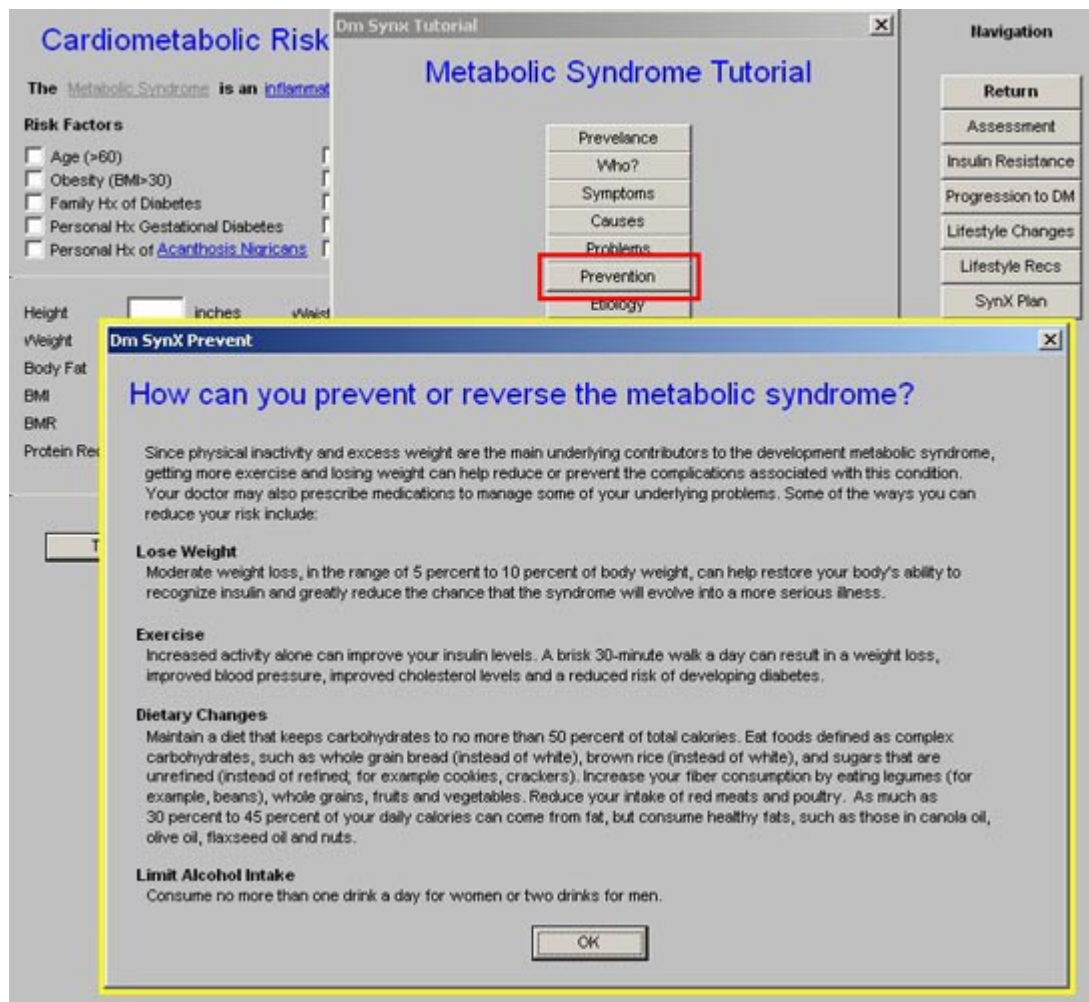 Cardiometabolic Risk
The Metabolic Syndrome is an
Risk Factors
Age (>60)
Obesity (BMI>30)
Family Hx of Diabetes
Personal Hx Gestational Diabetes
Personal Hx of Acanthosis Nigricans
Height
inches
Weight
Body Fat
BMI
BMR
Protein
Dm Synx Tutorial
Metabolic Syndrome Tutorial
Prevelance
Who?
Symptoms
Causes
Problems
Prevention
Etiology
Navigation
Return
Assessment
Insulin Resistance
Progression to DM
Lifestyle Changes
Lifestyle Recs
SynX Plan
Dm SynX Prevent
How can you prevent or reverse the metabolic syndrome?
Since physical inactivity and excess weight are the main underlying contributors to the development metabolic syndrome,
getting more exercise and losing weight can help reduce or prevent the complications associated with this condition.
Your doctor may also prescribe medications to manage some of your underlying problems. Some of the ways you can
reduce your risk include:
Lose Weight
Moderate weight loss, in the range of 5 percent to 10 percent of body weight, can help restore your body's ability to
recognize insulin and greatly reduce the chance that the syndrome will evolve into a more serious illness.
Exercise
Increased activity alone can improve your insulin levels. A brisk 30-minute walk a day can result in a weight loss,
improved blood pressure, improved cholesterol levels and a reduced risk of developing diabetes.
Dietary Changes
Maintain a diet that keeps carbohydrates to no more than 50 percent of total calories. Eat foods defined as complex
carbohydrates, such as whole grain bread (instead of white), brown rice (instead of white), and sugars that are
unrefined (instead of refined; for example cookies, crackers). Increase your fiber consumption by eating legumes (for
example, beans), whole grains, fruits and vegetables. Reduce your intake of red meats and poultry. As much as
30 percent to 45 percent of your daily calories can come from fat, but consume healthy fats, such as those in canola oil,
olive oil, flaxseed oil and nuts.
Limit Alcohol Intake
Consume no more than one drink a day for women or two drinks for men.
OK